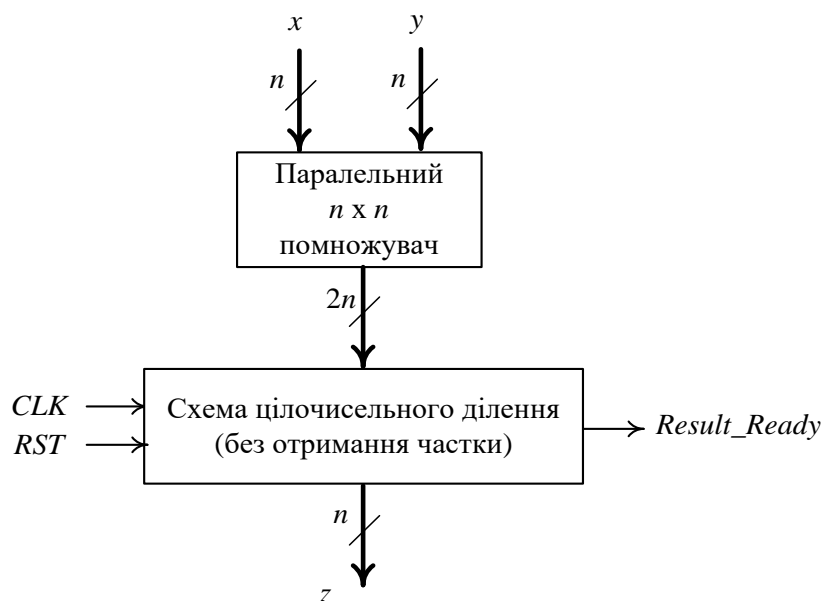 x y
n n
Паралельний
n x n
помножувач
2n
CLK
RST
Схема цілочисельного ділення
(без отримання частки)
Result_Ready
n
z